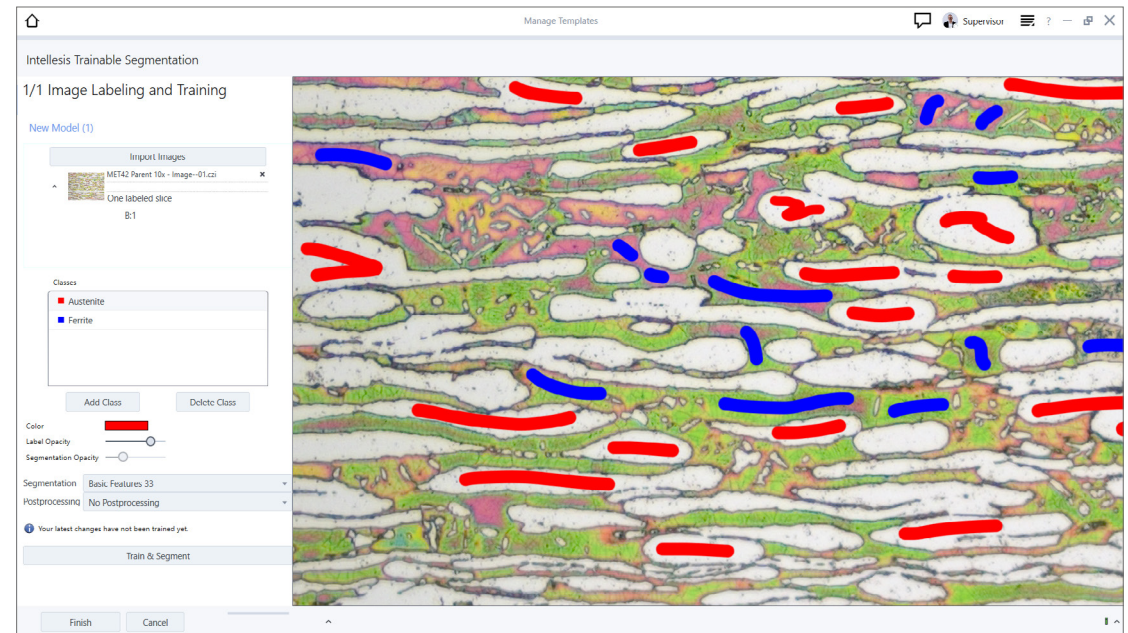 Manage Templates
Supervisor
?
Intellesis Trainable Segmentation
1/1 Image Labeling and Training
New Model (1)
Import Images
MET42 Parent 10x - Image--01.czi
One labeled slice
B:1
Classes
Austenite
Ferrite
Add Class
Delete Class
Color
Label Opacity
Segmentation Opacity
Segmentation Basic Features 33
Postprocessing No Postprocessing
Your latest changes have not been trained yet.
Train & Segment
Finish
Cancel